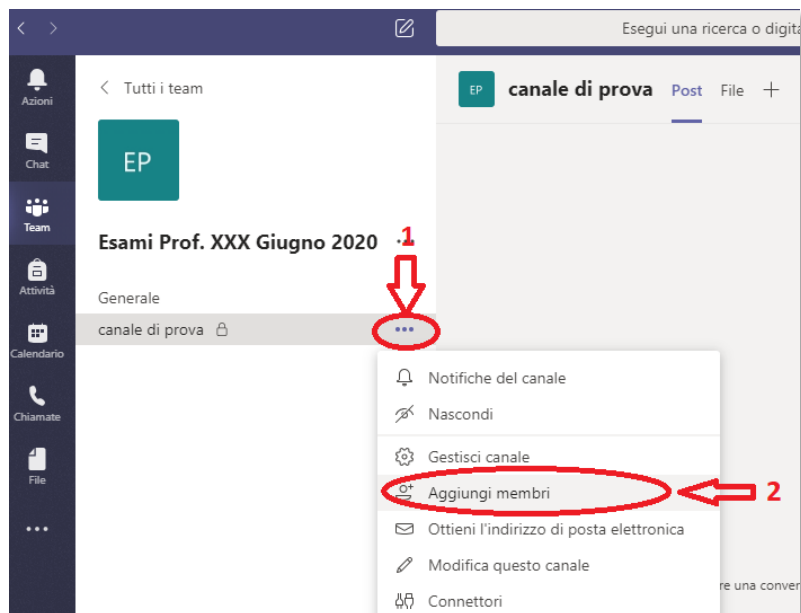 Esegui una ricerca o digita
Azioni
Chat
Team
Attività
Calendario
Chiamate
File
Tutti i team
EP
Esami Prof. XXX Giugno 2020
1
Generale
canale di prova
EP canale di prova Post File
Notifiche del canale
Nascondi
Gestisci canale
Aggiungi membri
2
Ottieni l'indirizzo di posta elettronica
Modifica questo canale
Connettori
re una conver